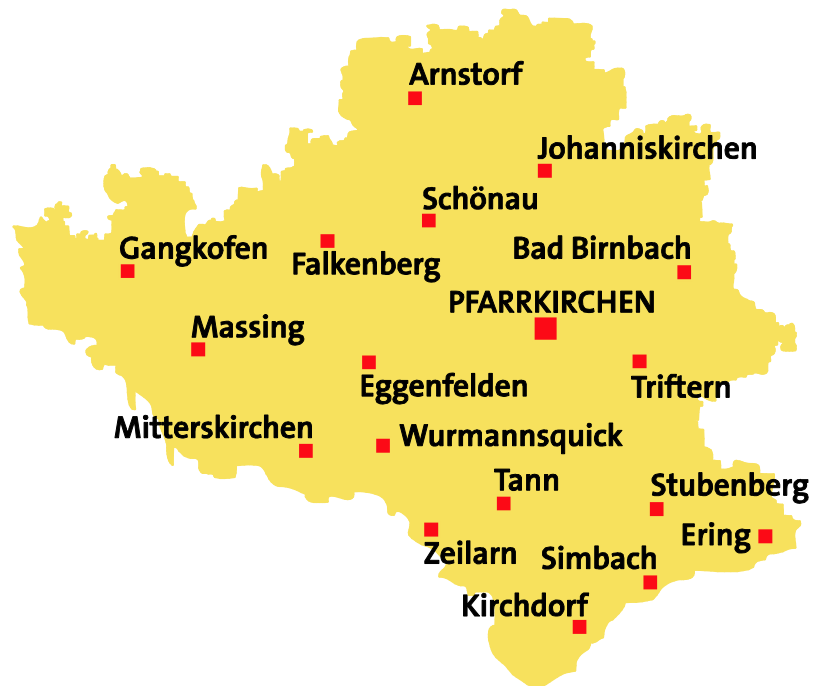 Arnstorf
Johanniskirchen
Schönau
Gangkofen
Falkenberg
Bad Birnbach
PFARRKIRCHEN
Massing
Eggenfelden
Triftern
Mitterskirchen
Wurmannsquick
Tann
Stubenberg
Ering
Zeilarn
Simbach
Kirchdorf